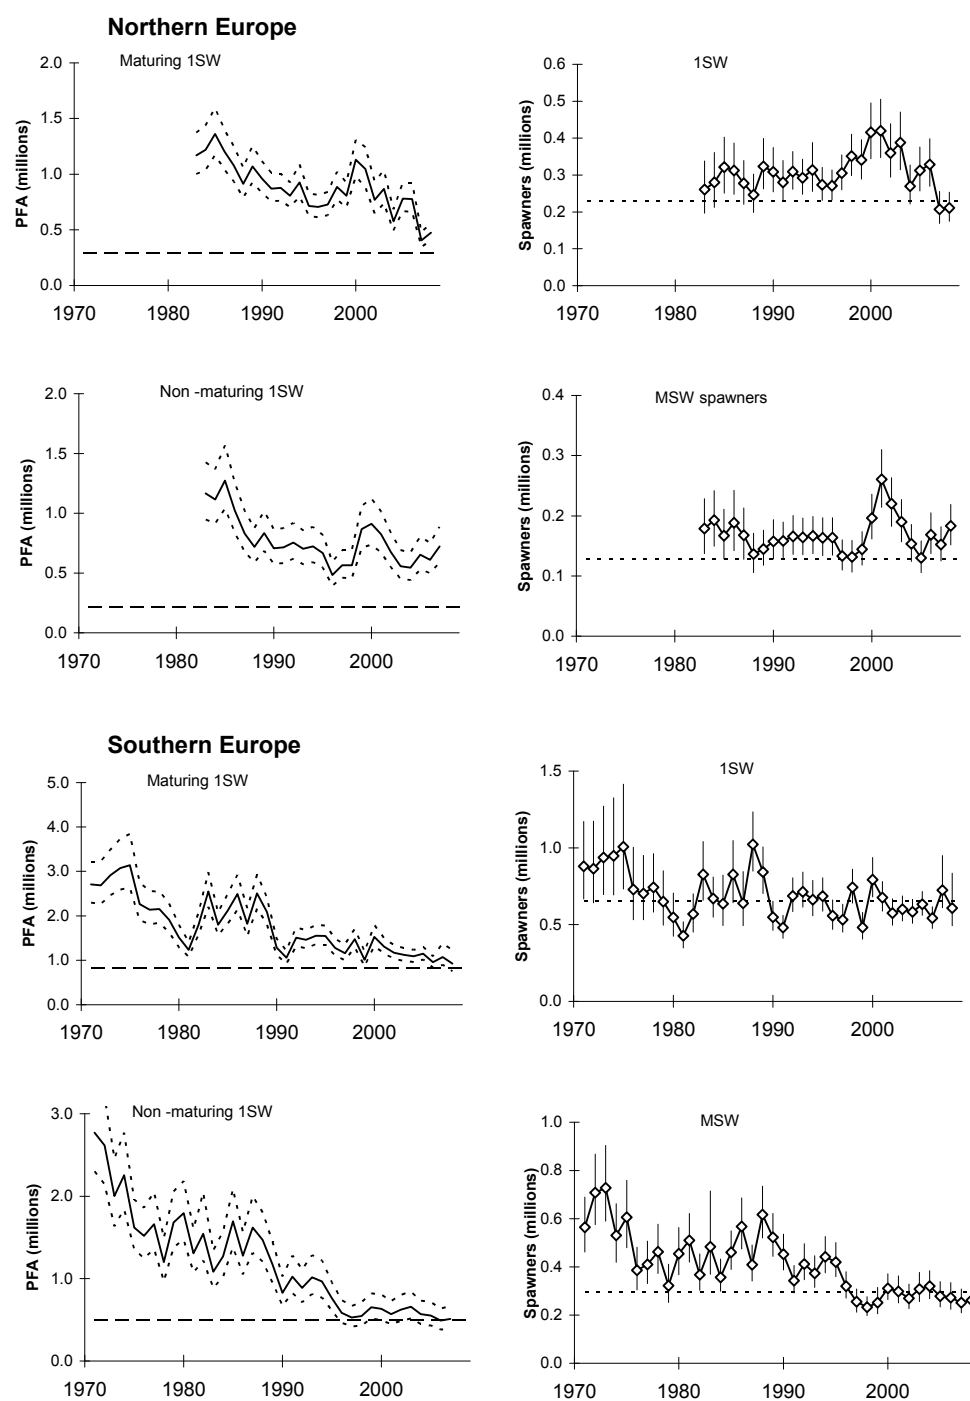 Northern Europe
Maturing 1SW
PFA (millions)
2.0
1.5
1.0
0.5
0.0
1970 1980 1990 2000
1SW
Spawners (millions)
0.6
0.5
0.4
0.3
0.2
0.1
0.0
1970 1980 1990 2000
Non -maturing 1SW
PFA (millions)
2.0
1.5
1.0
0.5
0.0
1970 1980 1990 2000
MSW spawners
Spawners (millions)
0.4
0.3
0.2
0.1
0.0
1970 1980 1990 2000
Southern Europe
Maturing 1SW
PFA (millions)
5.0
4.0
3.0
2.0
1.0
0.0
1970 1980 1990 2000
1SW
Spawners (millions)
1.5
1.0
0.5
0.0
1970 1980 1990 2000
Non -maturing 1SW
PFA (millions)
3.0
2.0
1.0
0.0
1970 1980 1990 2000
MSW
Spawners (millions)
1.0
0.8
0.6
0.4
0.2
0.0
1970 1980 1990 2000